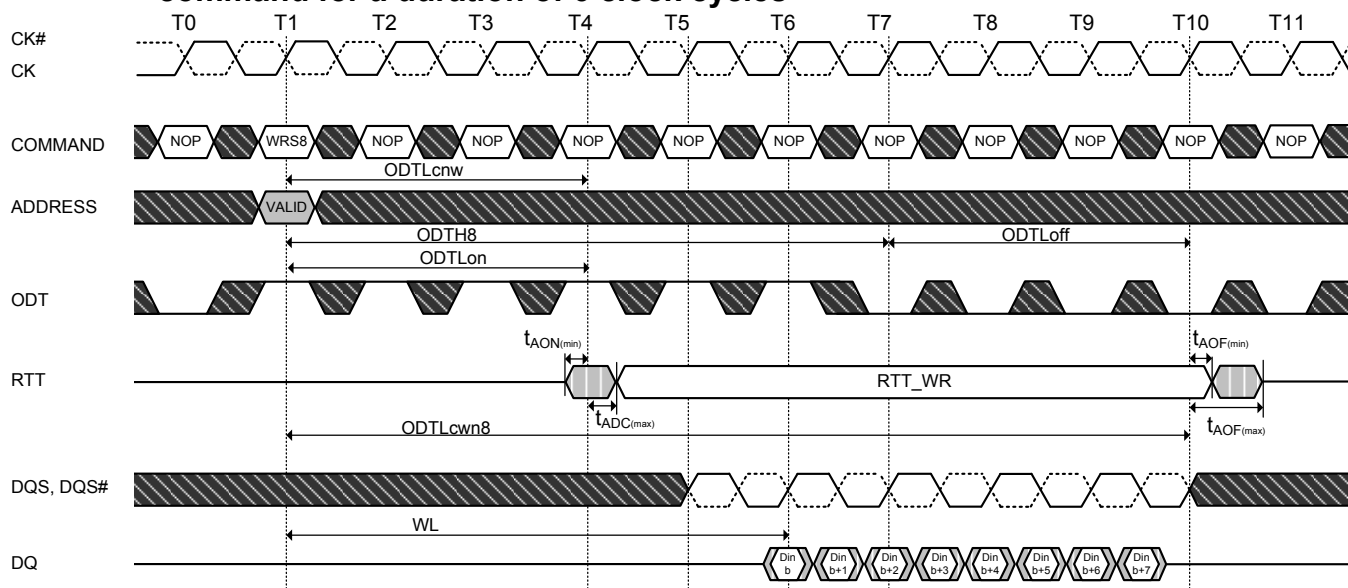 command for a duration of 6 clock cycles
T0 T1 T2 T3 T4 T5 T6 T7 T8 T9 T10 T11
CK#
CK
COMMAND NOP WRS8 NOP NOP NOP NOP NOP NOP NOP NOP NOP NOP
ODTLcnw
ADDRESS VALID
ODTH8 ODTLoff
ODTLon
ODT
tAON(min) tAOF(min)
RTT RTT_WR
tADC(max) tAOF(max)
ODTLcwn8
DQS, DQS#
WL
DQ Din b Din b+1 Din b+2 Din b+3 Din b+4 Din b+5 Din b+6 Din b+7